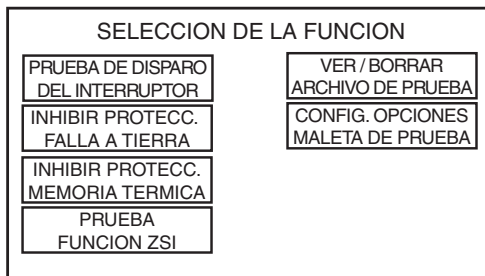 SELECCION DE LA FUNCION
PRUEBA DE DISPARO
DEL INTERRUPTOR
INHIBIR PROTECC.
FALLA A TIERRA
INHIBIR PROTECC.
MEMORIA TERMICA
PRUEBA
FUNCION ZSI
VER / BORRAR
ARCHIVO DE PRUEBA
CONFIG. OPCIONES
MALETA DE PRUEBA